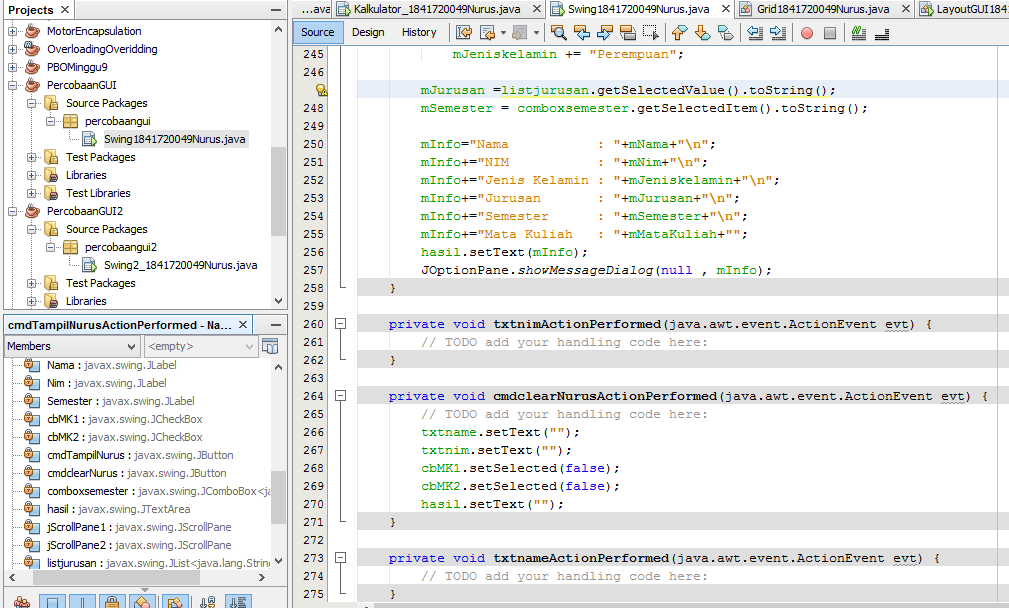 Projects
MotorEncapsulation
OverloadingOveridding
PBOMinggu9
PercobaanGUI
Source Packages
percobaangui
Swing1841720049Nurus.java
Test Packages
Libraries
Test Libraries
PercobaanGUI2
Source Packages
percobaangui2
Swing2_1841720049Nurus.java
Test Packages
Libraries
cmdTampilNurusActionPerformed - Na...
Members
<empty>
Nama : javax.swing.JLabel
Nim : javax.swing.JLabel
Semester : javax.swing.JLabel
cbMK1 : javax.swing.JCheckBox
cbMK2 : javax.swing.JCheckBox
cmdTampilNurus : javax.swing.JButton
cmdclearNurus : javax.swing.JButton
comboxsemester : javax.swing.JComboBox<ja
hasil : javax.swing.JTextArea
jScrollPane1 : javax.swing.JScrollPane
jScrollPane2 : javax.swing.JScrollPane
listjurusan : javax.swing.JList<java.lang.String
...ava
Kalkulator_1841720049Nurus.java
Swing1841720049Nurus.java
Grid1841720049Nurus.java
LayoutGUI184
Source Design History
245 mJeniskelamin += "Perempuan";
246
mJurusan =listjurusan.getSelectedValue().toString();
248 mSemester = comboxsemester.getSelectedItem().toString();
249
250 mInfo="Nama           : "+mNama+"\n";
251 mInfo+="NIM           : "+mNim+"\n";
252 mInfo+="Jenis Kelamin : "+mJeniskelamin+"\n";
253 mInfo+="Jurusan       : "+mJurusan+"\n";
254 mInfo+="Semester      : "+mSemester+"\n";
255 mInfo+="Mata Kuliah   : "+mMataKuliah+"";
256 hasil.setText(mInfo);
257 JOptionPane.showMessageDialog(null , mInfo);
258 }
259
260 private void txtnimActionPerformed(java.awt.event.ActionEvent evt) {
261 // TODO add your handling code here:
262 }
263
264 private void cmdclearNurusActionPerformed(java.awt.event.ActionEvent evt) {
265 // TODO add your handling code here:
266 txtname.setText("");
267 txtnim.setText("");
268 cbMK1.setSelected(false);
269 cbMK2.setSelected(false);
270 hasil.setText("");
271 }
272
273 private void txtnameActionPerformed(java.awt.event.ActionEvent evt) {
274 // TODO add your handling code here:
275 }